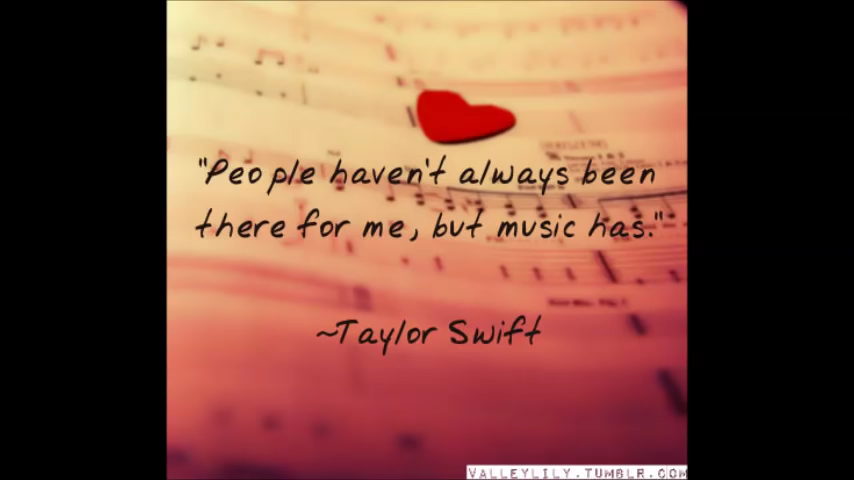 "People haven't always been
there for me, but music has."
~Taylor Swift
VALLEYLILY.TUMBLR.COM